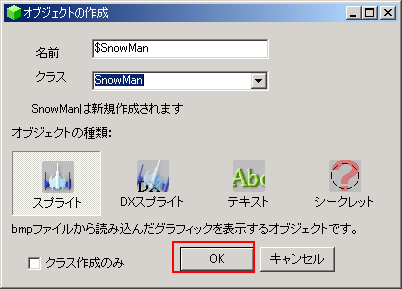 オブジェクトの作成
名前 $SnowMan
クラス SnowMan
SnowManは新規作成されます
オブジェクトの種類:
DX Abc ?
スプライト DXスプライト テキスト シークレット
bmpファイルから読み込んだグラフィックを表示するオブジェクトです。
クラス作成のみ OK キャンセル